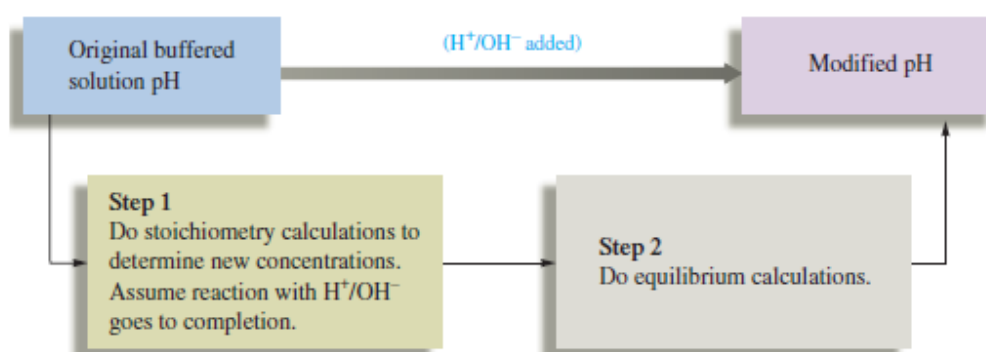 Original buffered
solution pH
(H⁺/OH⁻ added)
Modified pH
Step 1
Do stoichiometry calculations to
determine new concentrations.
Assume reaction with H⁺/OH⁻
goes to completion.
Step 2
Do equilibrium calculations.